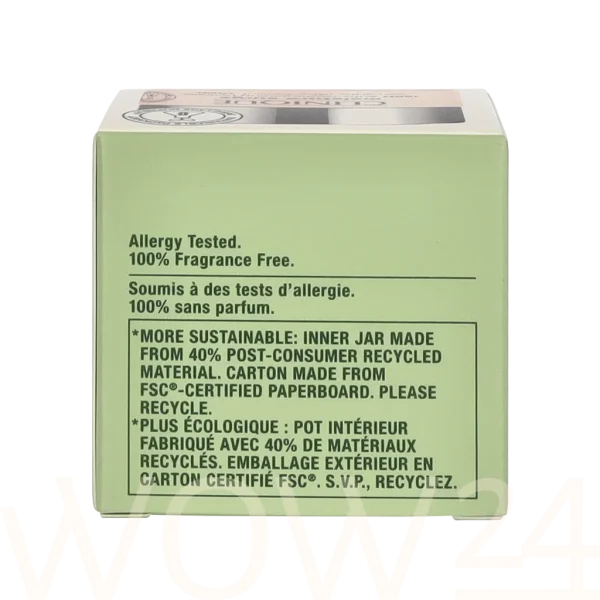 CLINIQUE
Allergy Tested.
100% Fragrance Free.
Soumis à des tests d'allergie.
100% sans parfum.
*MORE SUSTAINABLE: INNER JAR MADE
FROM 40% POST-CONSUMER RECYCLED
MATERIAL. CARTON MADE FROM
FSC®-CERTIFIED PAPERBOARD. PLEASE
RECYCLE.
*PLUS ÉCOLOGIQUE : POT INTÉRIEUR
FABRIQUÉ AVEC 40% DE MATÉRIAUX
RECYCLÉS. EMBALLAGE EXTÉRIEUR EN
CARTON CERTIFIÉ FSC®. S.V.P., RECYCLEZ.
WOW24